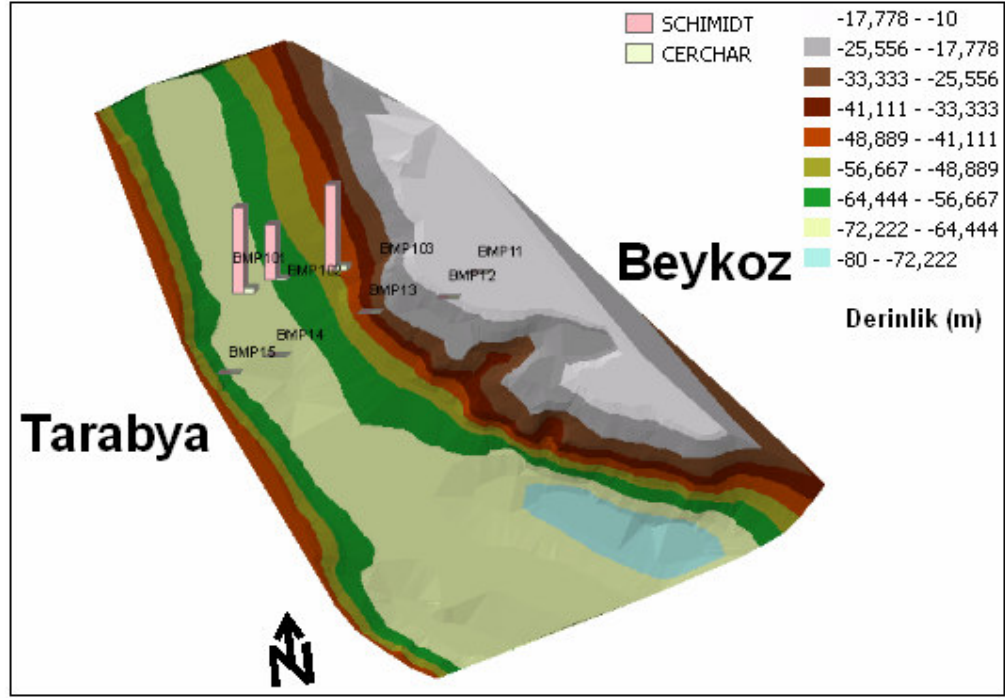 SCHIMIDT
CERCHAR
-17,778 - -10
-25,556 - -17,778
-33,333 - -25,556
-41,111 - -33,333
-48,889 - -41,111
-56,667 - -48,889
-64,444 - -56,667
-72,222 - -64,444
-80 - -72,222
Derinlik (m)
Beykoz
BMP103
BMP11
BMP101
BMP102
BMP12
BMP13
BMP14
BMP15
Tarabya
N